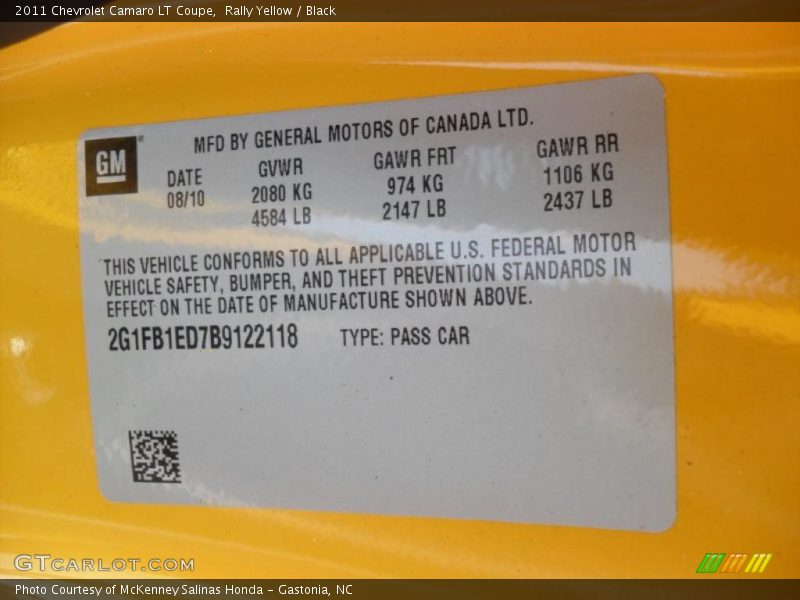 2011 Chevrolet Camaro LT Coupe,  Rally Yellow / Black
GM
MFD BY GENERAL MOTORS OF CANADA LTD.
DATE GVWR GAWR FRT GAWR RR
08/10 2080 KG 974 KG 1106 KG
4584 LB 2147 LB 2437 LB
THIS VEHICLE CONFORMS TO ALL APPLICABLE U.S. FEDERAL MOTOR
VEHICLE SAFETY, BUMPER, AND THEFT PREVENTION STANDARDS IN
EFFECT ON THE DATE OF MANUFACTURE SHOWN ABOVE.
2G1FB1ED7B9122118 TYPE: PASS CAR
GTCARLOT.COM
Photo Courtesy of McKenney Salinas Honda - Gastonia, NC